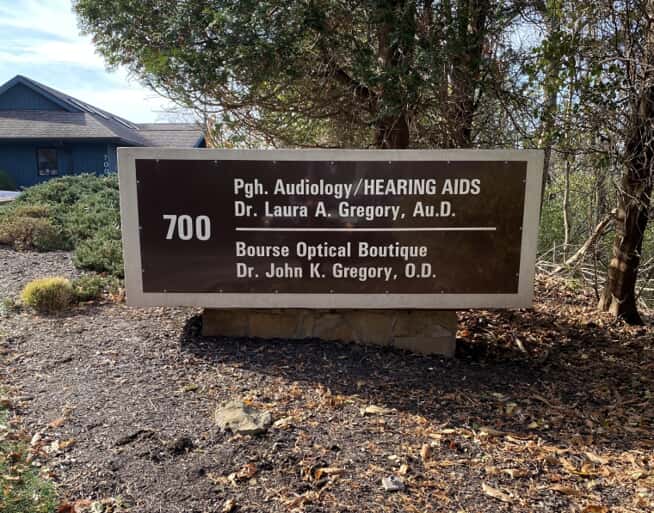 700
Pgh. Audiology/HEARING AIDS
Dr. Laura A. Gregory, Au.D.
Bourse Optical Boutique
Dr. John K. Gregory, O.D.